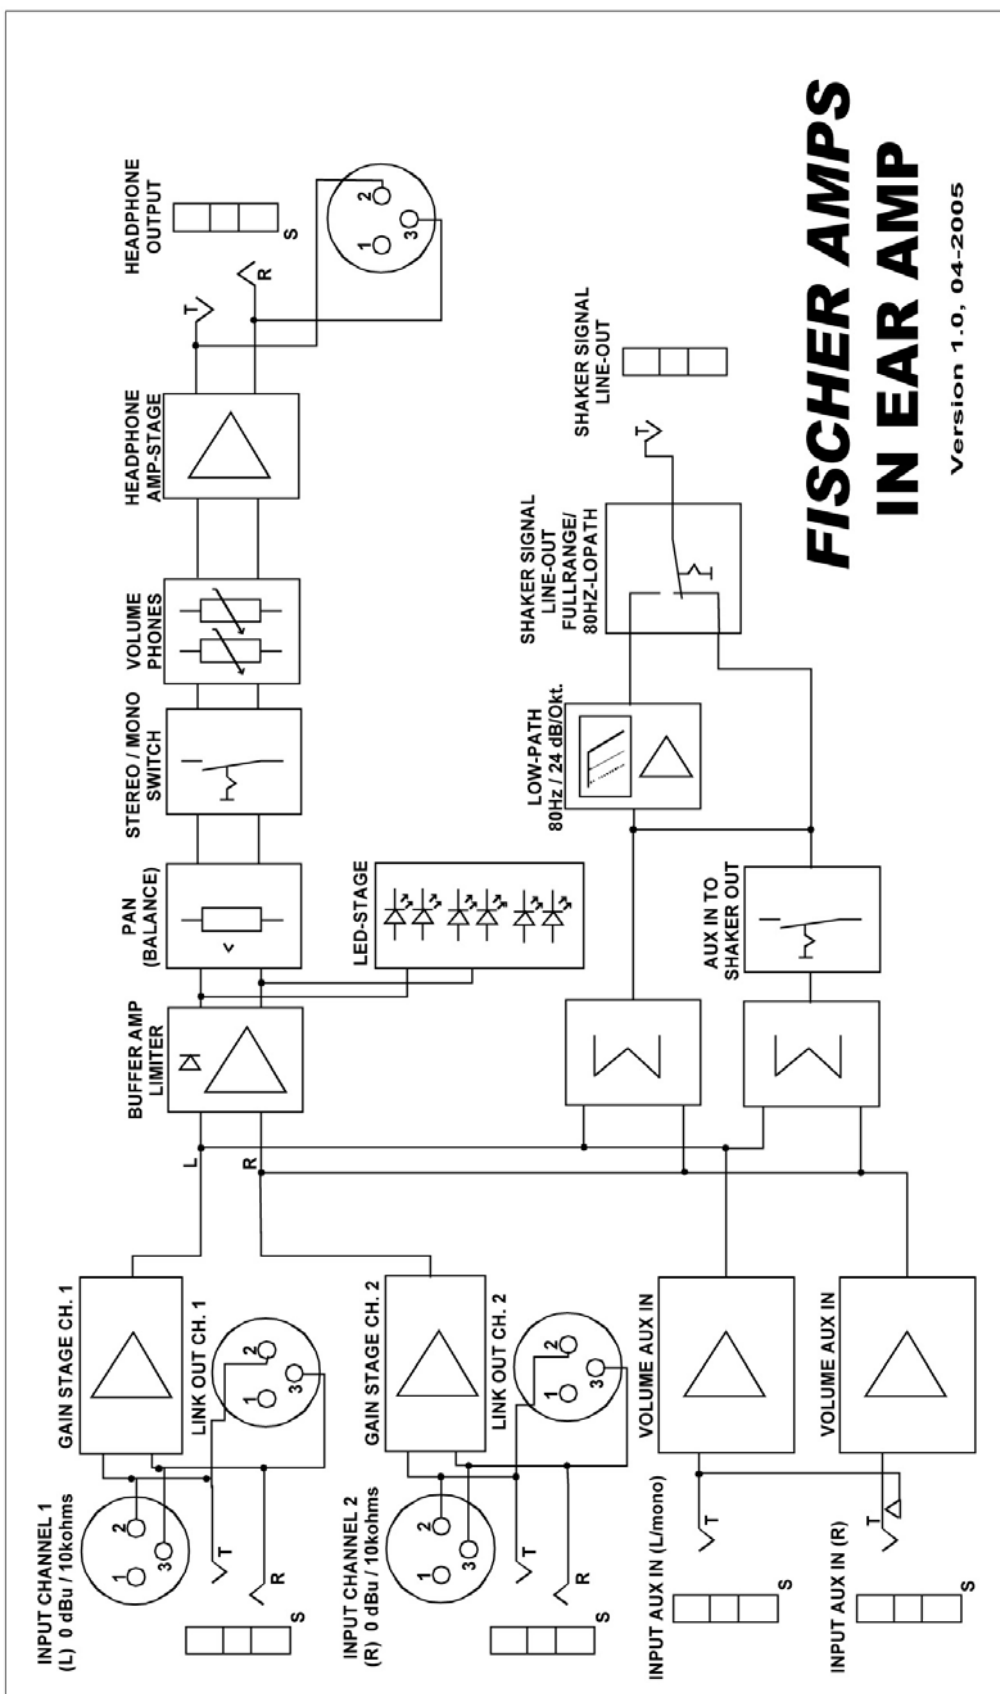 INPUT CHANNEL 1
(L) 0 dBu / 10kohms
1
2
3
T
R
S
GAIN STAGE CH. 1
LINK OUT CH. 1
1
2
3
L
R
BUFFER AMP
LIMITER
PAN
(BALANCE)
STEREO / MONO
SWITCH
VOLUME
PHONES
HEADPHONE
AMP-STAGE
T
R
HEADPHONE
OUTPUT
S
1
2
3
INPUT CHANNEL 2
(R) 0 dBu / 10kohms
1
2
3
T
R
S
GAIN STAGE CH. 2
LINK OUT CH. 2
1
2
3
LED-STAGE
INPUT AUX IN (L/mono)
T
S
VOLUME AUX IN
LOW-PATH
80Hz / 24 dB/Okt.
SHAKER SIGNAL
LINE-OUT
FULLRANGE/
80HZ-LOPATH
T
SHAKER SIGNAL
LINE-OUT
INPUT AUX IN (R)
T
S
VOLUME AUX IN
AUX IN TO
SHAKER OUT
FISCHER AMPS
IN EAR AMP
Version 1.0, 04-2005